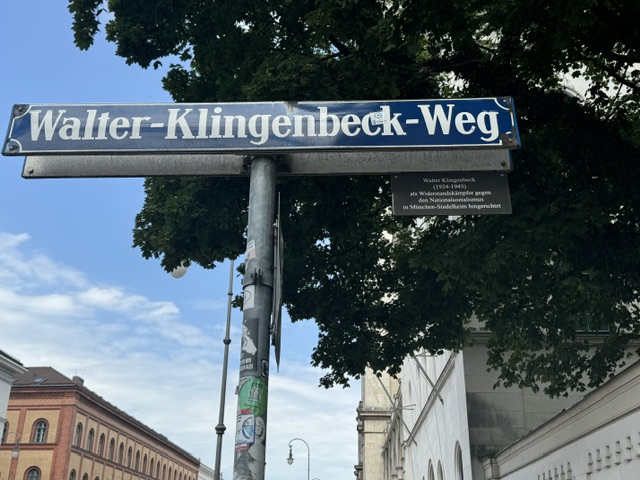 Walter-Klingenbeck-Weg
Walter Klingenbeck
(1924-1943)
als Widerstandskämpfer gegen
den Nationalsozialismus
in München-Stadelheim hingerichtet